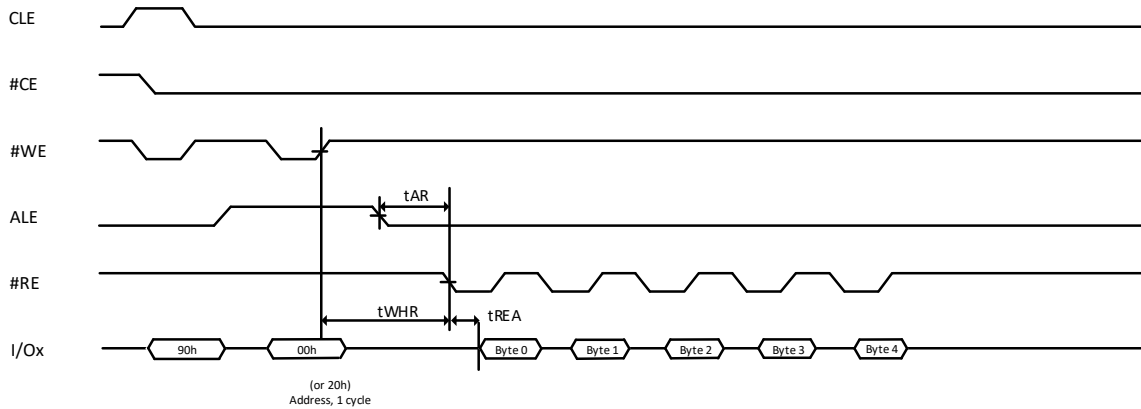 CLE
#CE
#WE
tAR
ALE
#RE
tWHR
tREA
I/Ox
90h
00h
Byte 0
Byte 1
Byte 2
Byte 3
Byte 4
(or 20h)
Address, 1 cycle